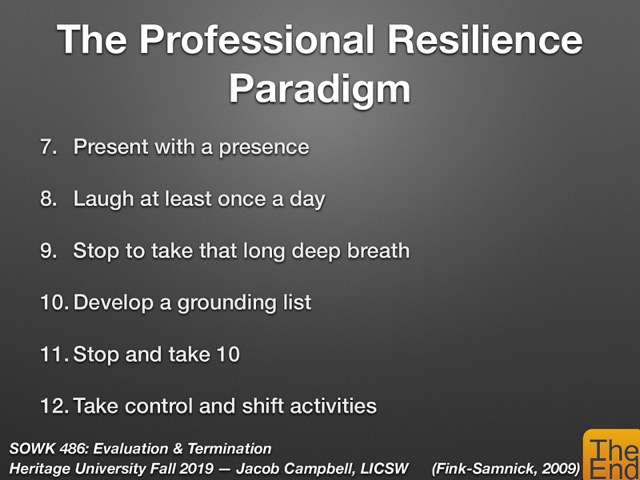 The Professional Resilience
Paradigm
7. Present with a presence
8. Laugh at least once a day
9. Stop to take that long deep breath
10. Develop a grounding list
11. Stop and take 10
12. Take control and shift activities
SOWK 486: Evaluation & Termination
Heritage University Fall 2019 — Jacob Campbell, LICSW (Fink-Samnick, 2009)
The
End